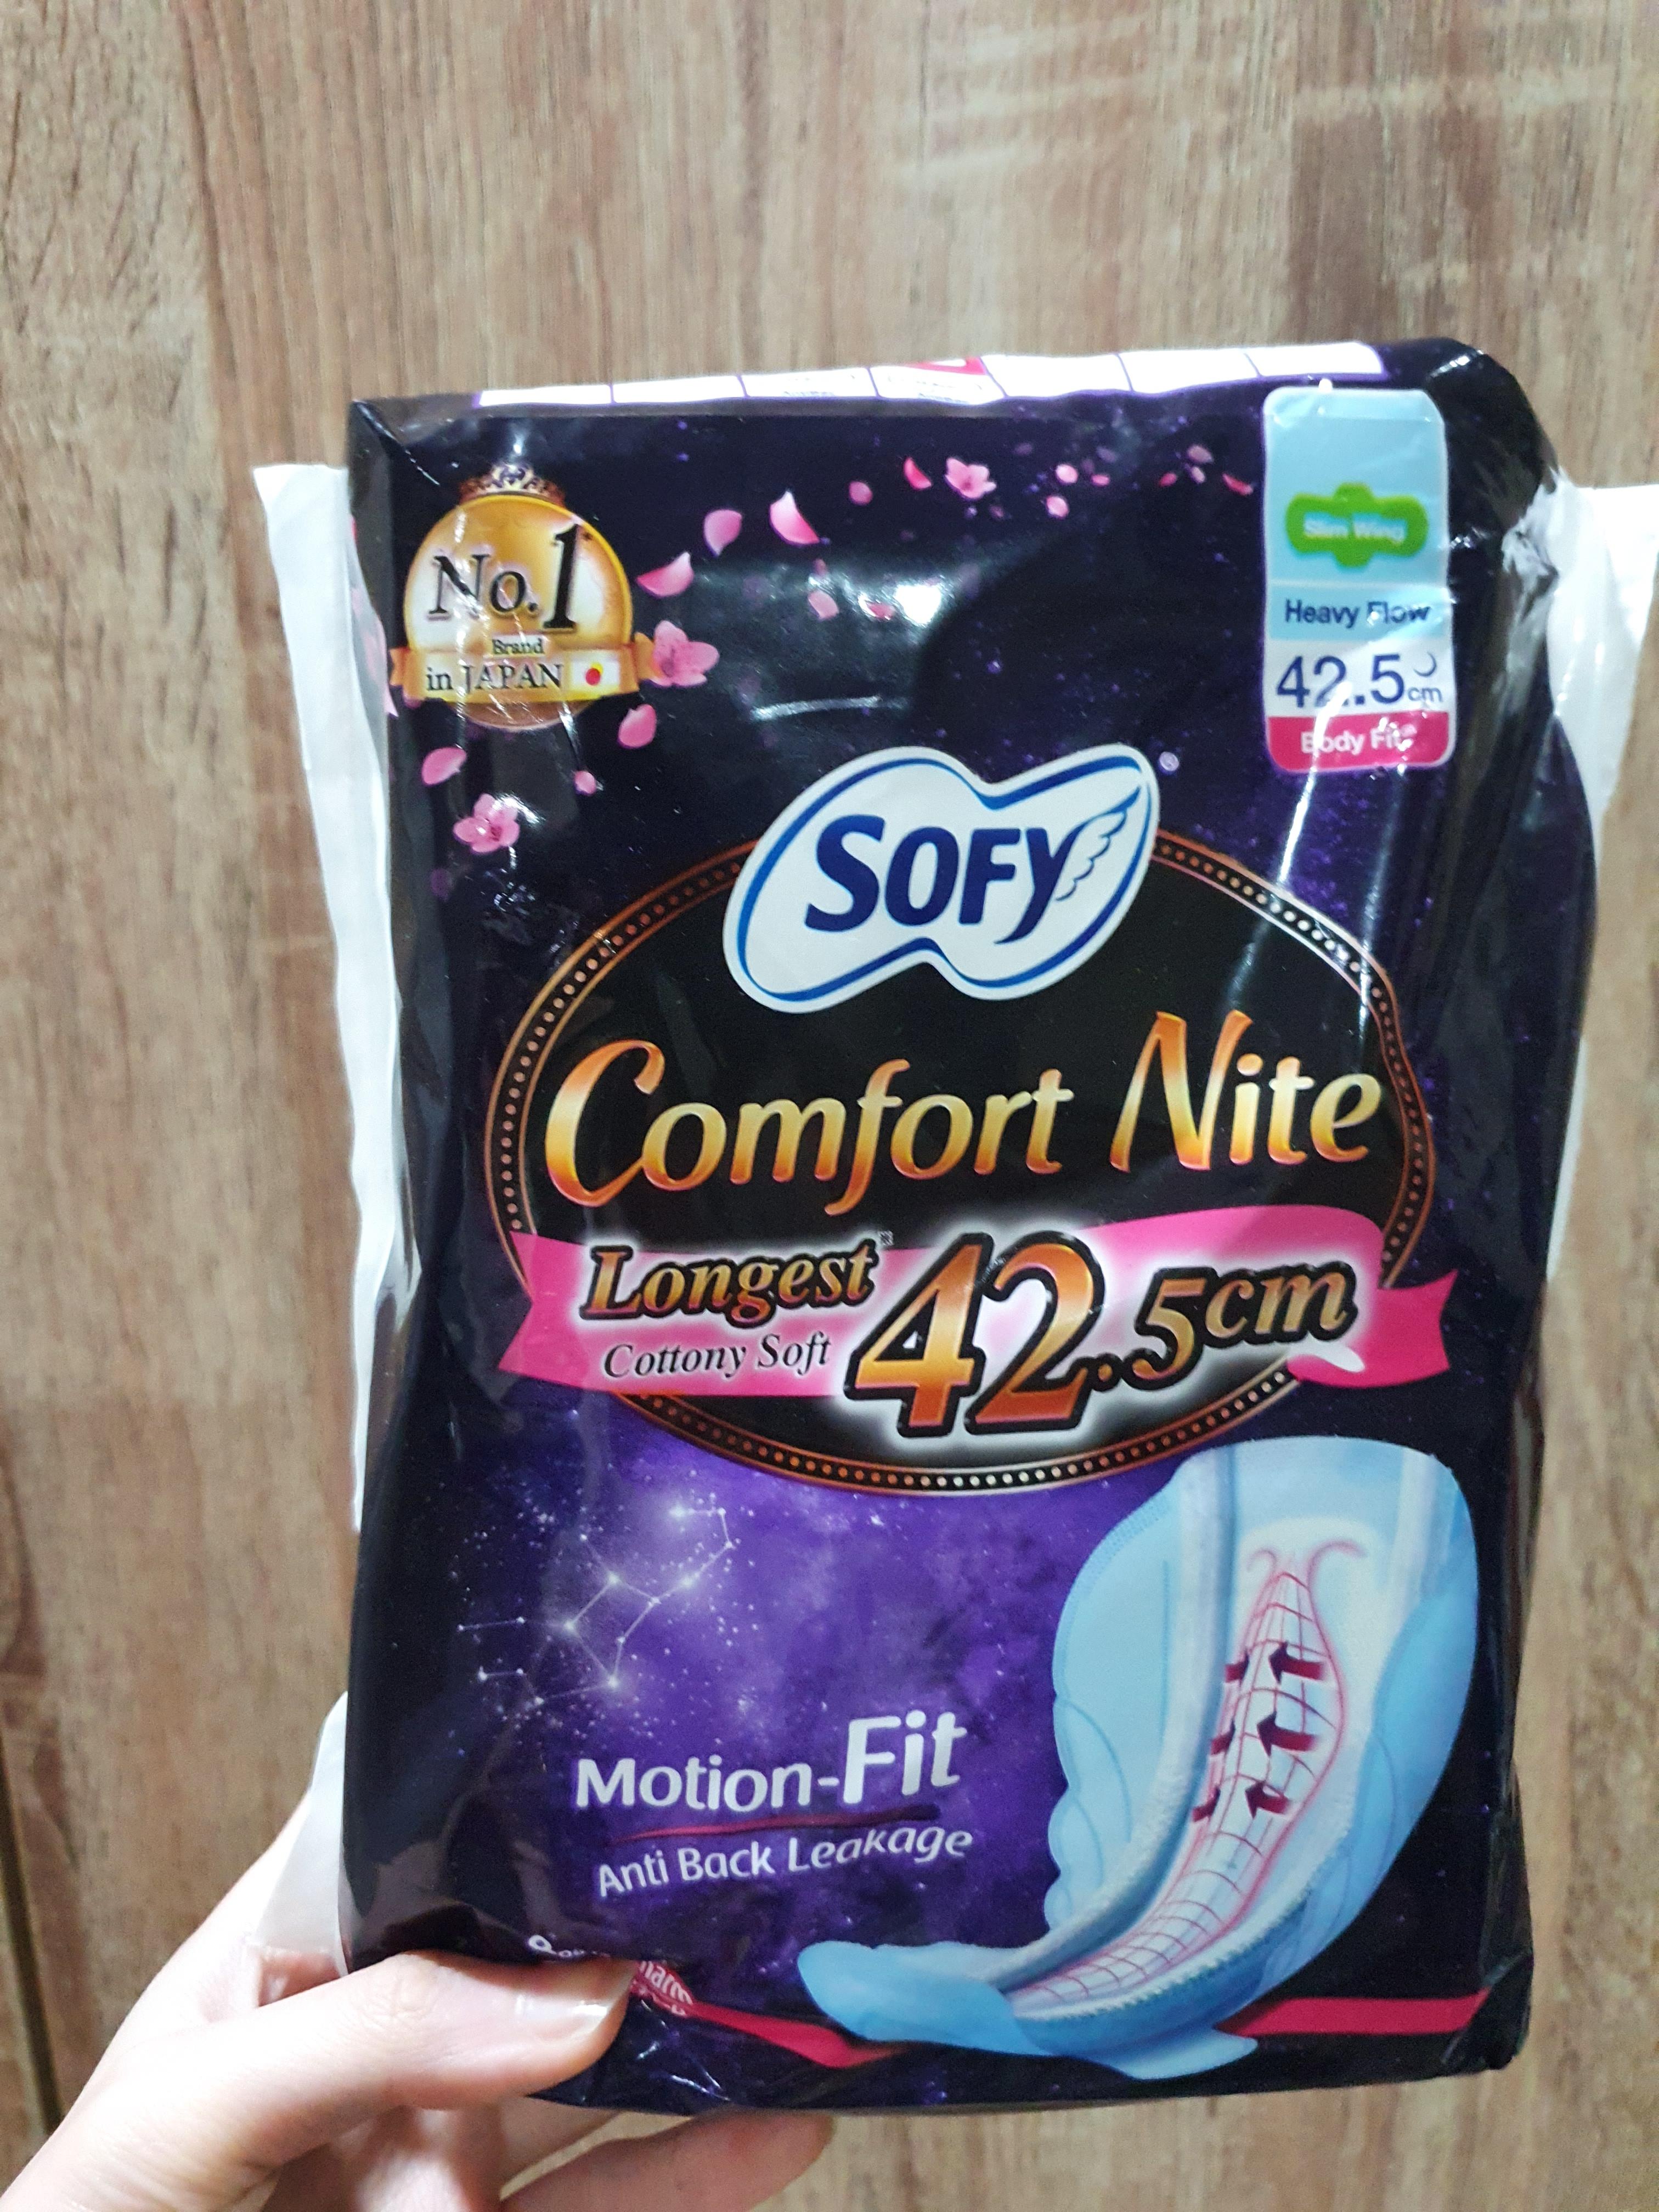 No.1*
Brand
in JAPAN
Slim Wing
Heavy Flow
42.5cm
Body Fit
SOFY®
Comfort Nite
Longest
Cottony Soft
42.5cm
Motion-Fit
Anti Back Leakage